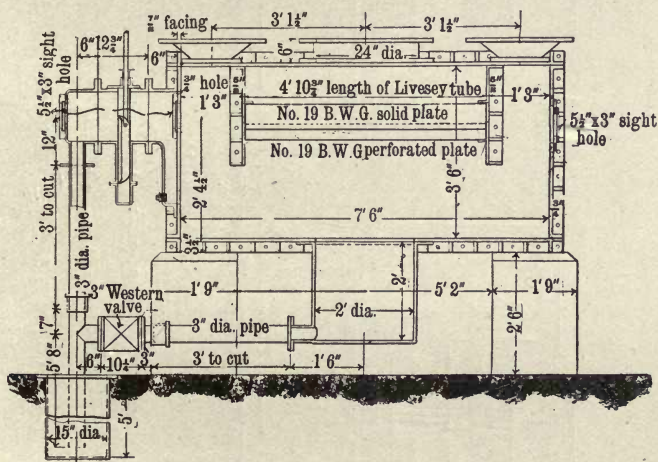 3' 1½"
3' 1½"
facing
6"
12¾"
6"
6"
24" dia.
5½"x3" sight
hole
hole
1' 3"
4' 10¾" length of Livesey tube
1' 3"
No. 19 B.W.G. solid plate
No. 19 B.W.G. perforated plate
5½"x3" sight
hole
12"
3' to cut
3" dia. pipe
2' 4½"
3' 6"
7' 6"
3½"
3" Western
valve
1' 9"
5' 2"
1' 9"
2'
2' dia.
2' 6"
7"
3" dia. pipe
5' 8"
6"
10¼"
3"
3' to cut
1' 6"
15" dia.
5'